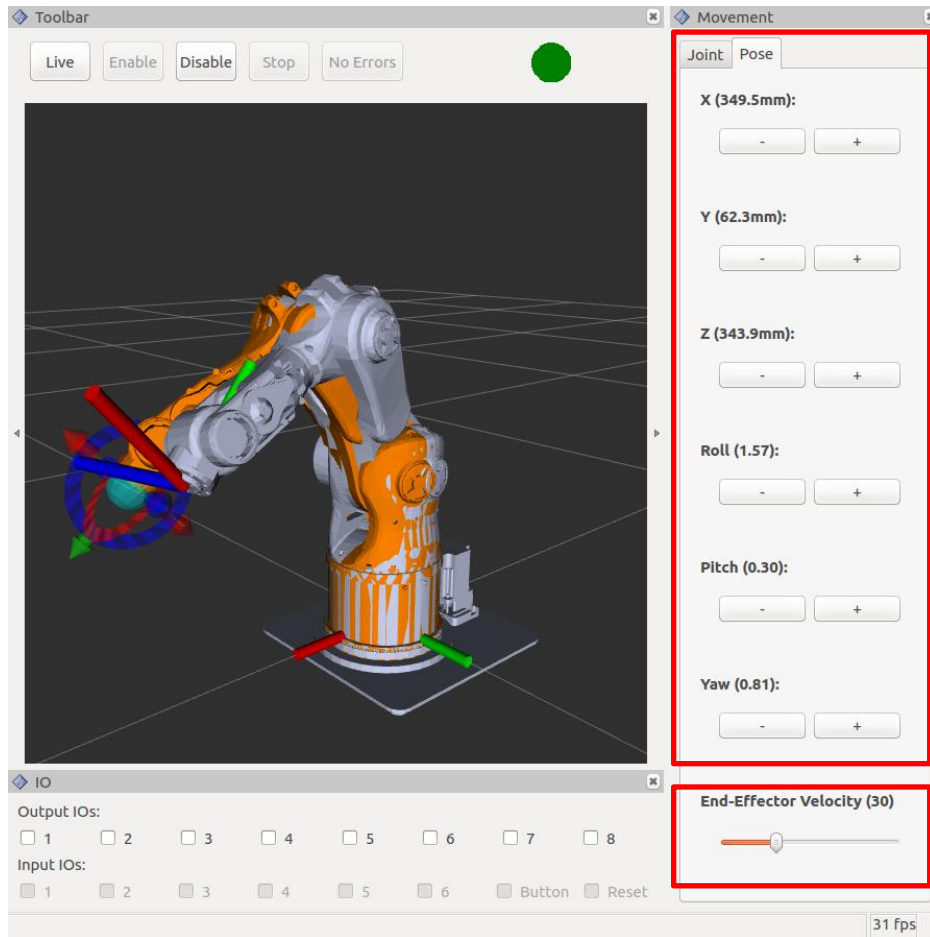 Toolbar
Live Enable Disable Stop No Errors
Movement
Joint Pose
X (349.5mm):
- +
Y (62.3mm):
- +
Z (343.9mm):
- +
Roll (1.57):
- +
Pitch (0.30):
- +
Yaw (0.81):
- +
End-Effector Velocity (30)
IO
Output IOs:
1 2 3 4 5 6 7 8
Input IOs:
1 2 3 4 5 6 Button Reset
31 fps